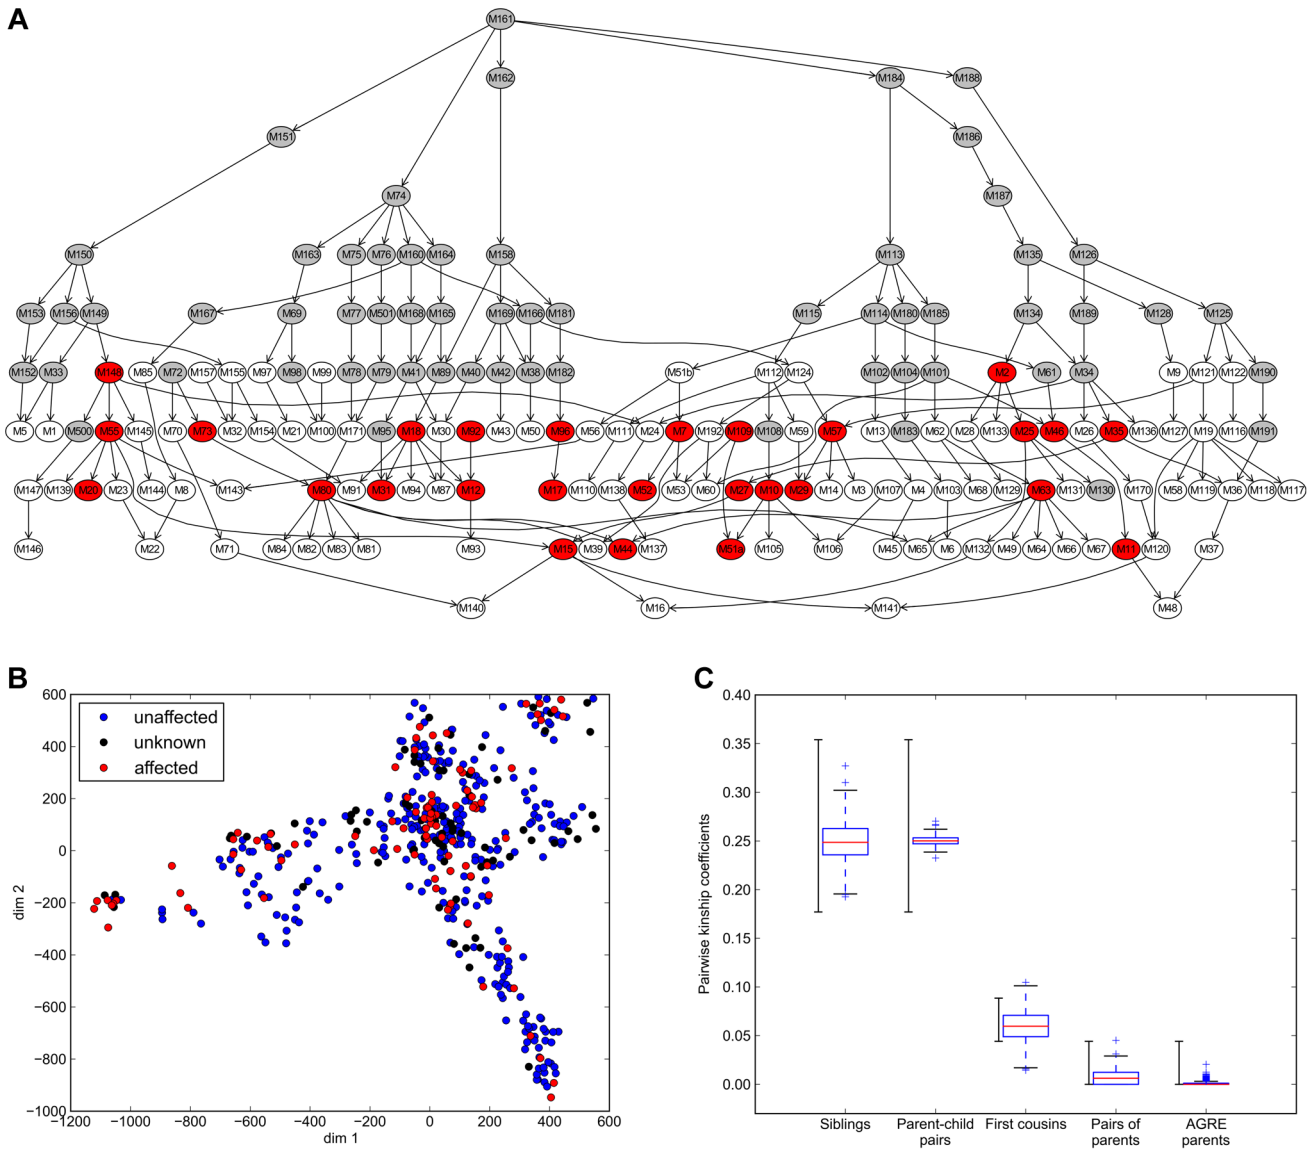 A
M161
M162 M184 M188
M151 M186
M74 M187
M150 M163 M75 M76 M160 M164 M158 M113 M135 M126
M153 M156 M149 M167 M69 M77 M501 M168 M165 M169 M166 M181 M115 M114 M180 M185 M134 M189 M128 M125
M152 M33 M148 M85 M72 M157 M155 M97 M98 M99 M78 M79 M41 M89 M40 M42 M38 M182 M51b M112 M124 M102 M104 M101 M2 M61 M34 M9 M121 M122 M190
M5 M1 M500 M55 M145 M70 M73 M32 M154 M21 M100 M171 M95 M18 M30 M92 M43 M50 M96 M56 M111 M24 M7 M192 M109 M108 M59 M57 M13 M183 M62 M28 M133 M25 M46 M26 M35 M136 M127 M19 M116 M191
M147 M139 M20 M23 M144 M8 M143 M80 M91 M31 M94 M87 M12 M17 M110 M138 M52 M53 M60 M27 M10 M29 M14 M3 M107 M4 M103 M68 M129 M63 M131 M130 M170 M58 M119 M36 M118 M117
M146 M22 M71 M84 M82 M83 M81 M93 M15 M39 M44 M137 M51a M105 M106 M45 M65 M6 M132 M49 M64 M66 M67 M11 M120 M37
M140 M16 M141 M48
B
unaffected
unknown
affected
600
400
200
0
−200
−400
−600
−800
−1000
dim 2
−1200 −1000 −800 −600 −400 −200 0 200 400 600
dim 1
C
0.40
0.35
0.30
0.25
0.20
0.15
0.10
0.05
0.00
Pairwise kinship coefficients
Siblings Parent-child First cousins Pairs of AGRE
pairs parents parents